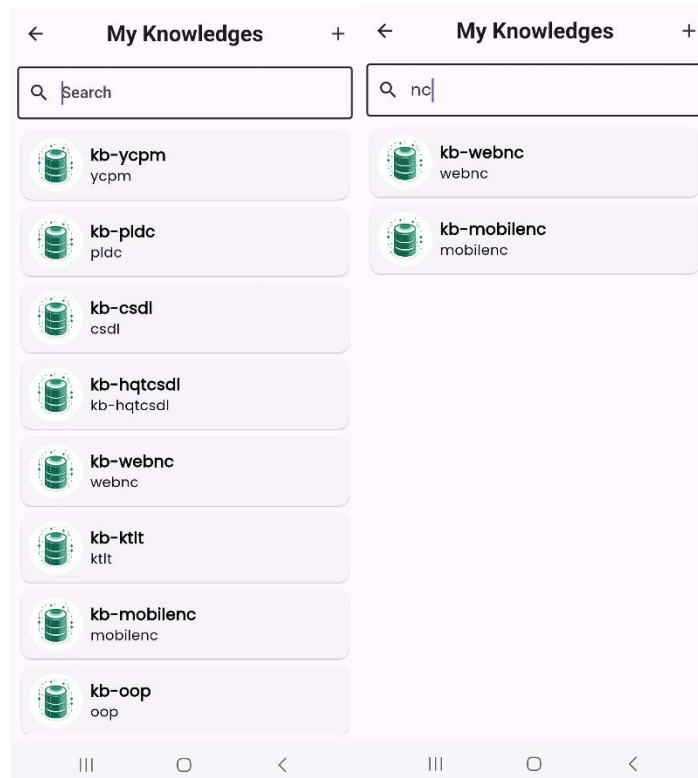 My Knowledges
Search
kb-ycpm
ycpm
kb-pldc
pldc
kb-csdl
csdl
kb-hqtcsdl
kb-hqtcsdl
kb-webnc
webnc
kb-ktlt
ktlt
kb-mobilenc
mobilenc
kb-oop
oop
My Knowledges
nc
kb-webnc
webnc
kb-mobilenc
mobilenc